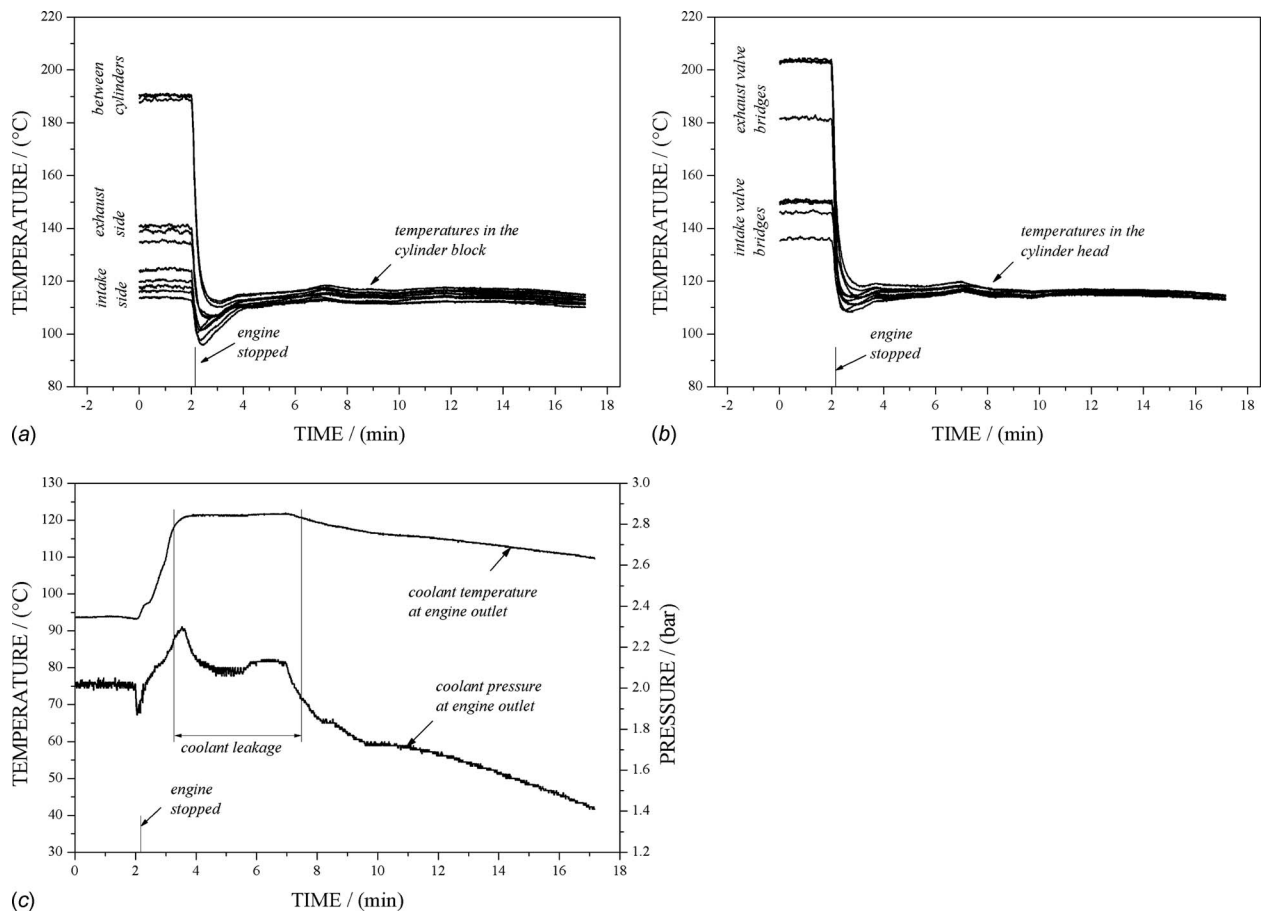 220
200
180
160
140
120
100
80
TEMPERATURE / (°C)
between
cylinders
exhaust
side
intake
side
temperatures in the
cylinder block
engine
stopped
-2 0 2 4 6 8 10 12 14 16 18
TIME / (min)
(a)
220
200
180
160
140
120
100
80
TEMPERATURE / (°C)
exhaust valve
bridges
intake valve
bridges
temperatures in the
cylinder head
engine
stopped
-2 0 2 4 6 8 10 12 14 16 18
TIME / (min)
(b)
130
120
110
100
90
80
70
60
50
40
30
TEMPERATURE / (°C)
3.0
2.8
2.6
2.4
2.2
2.0
1.8
1.6
1.4
1.2
PRESSURE / (bar)
coolant temperature
at engine outlet
coolant pressure
at engine outlet
coolant leakage
engine
stopped
0 2 4 6 8 10 12 14 16 18
TIME / (min)
(c)